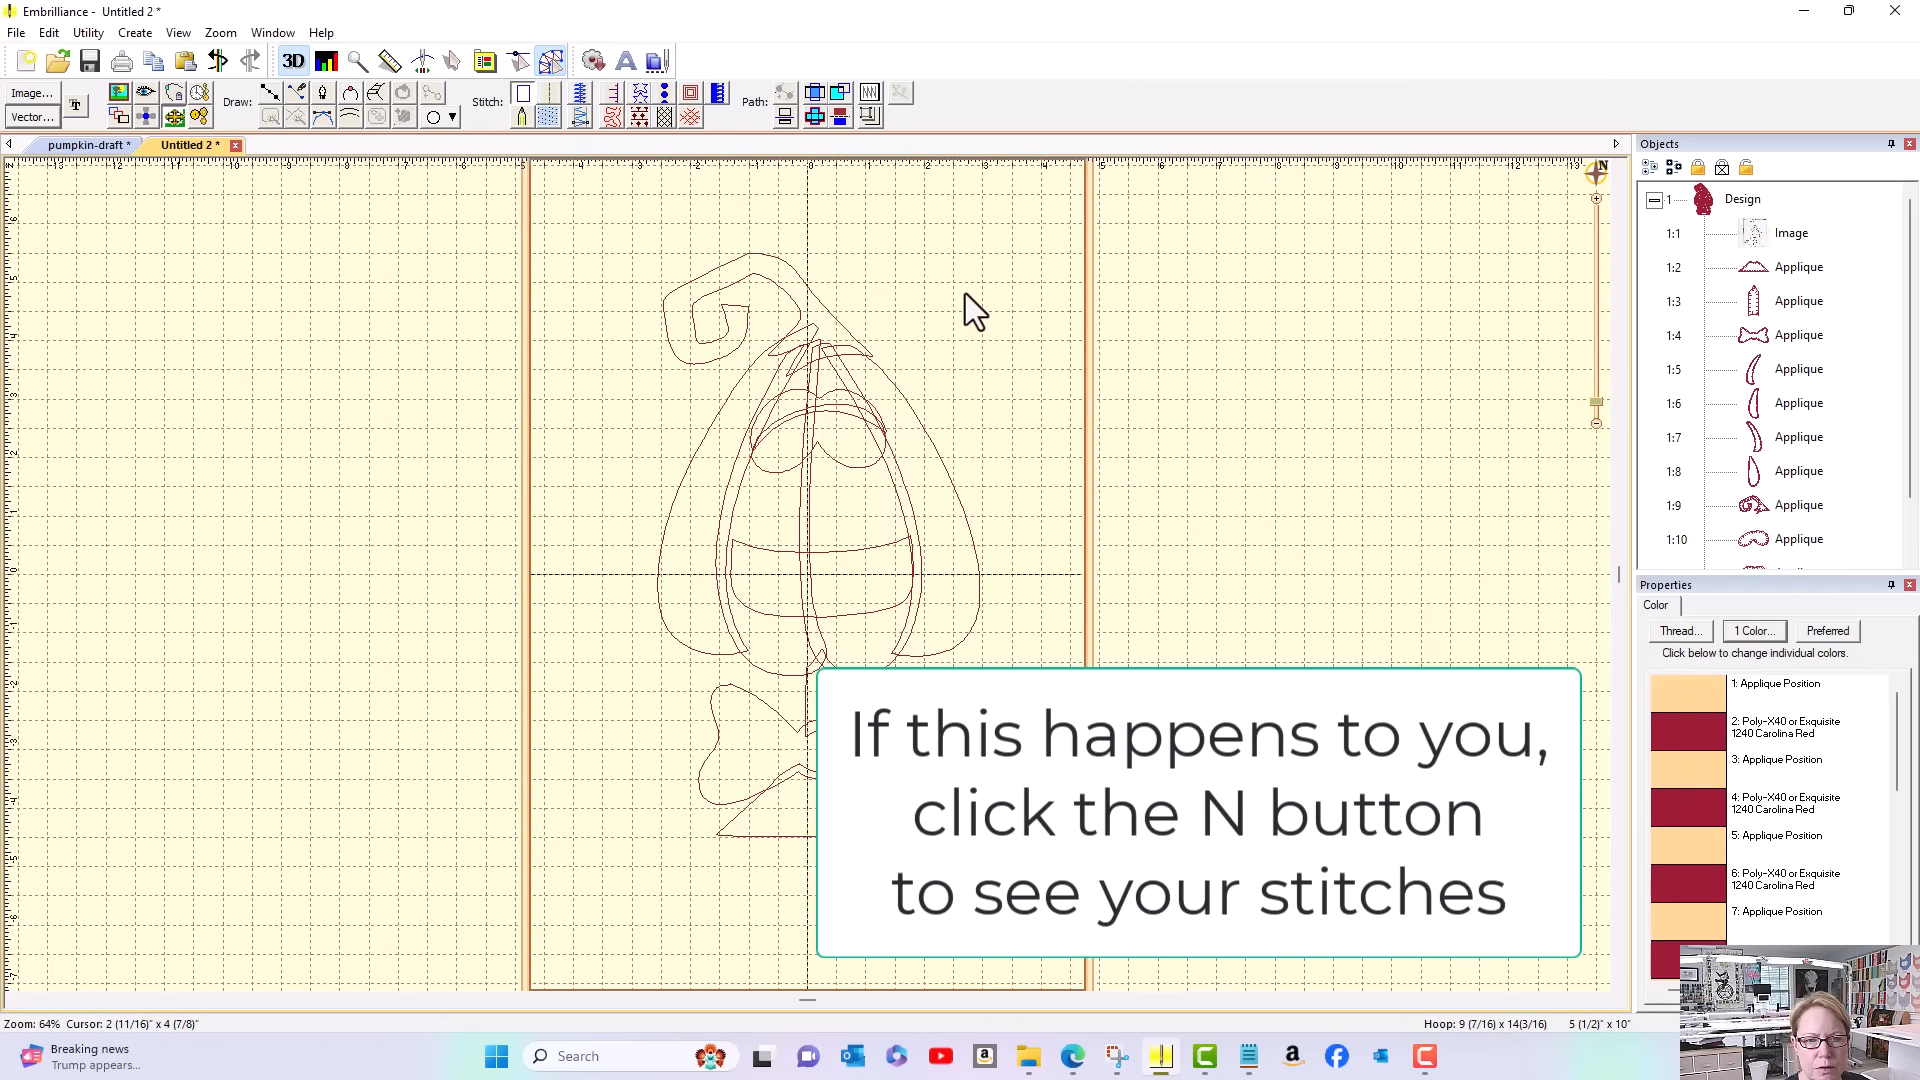 Embrilliance - Untitled 2 *
File Edit Utility Create View Zoom Window Help
3D
Image...
Vector...
Draw:
Stitch:
Path:
pumpkin-draft *
Untitled 2 *
N
Objects
1 Design
1:1 Image
1:2 Applique
1:3 Applique
1:4 Applique
1:5 Applique
1:6 Applique
1:7 Applique
1:8 Applique
1:9 Applique
1:10 Applique
Properties
Color
Thread... 1 Color... Preferred
Click below to change individual colors.
1: Applique Position
2: Poly-X40 or Exquisite
1240 Carolina Red
3: Applique Position
4: Poly-X40 or Exquisite
1240 Carolina Red
5: Applique Position
6: Poly-X40 or Exquisite
1240 Carolina Red
7: Applique Position
If this happens to you,
click the N button
to see your stitches
Zoom: 64% Cursor: 2 (11/16)" x 4 (7/8)"
Hoop: 9 (7/16) x 14(3/16) 5 (1/2)" x 10"
Breaking news
Trump appears...
Search